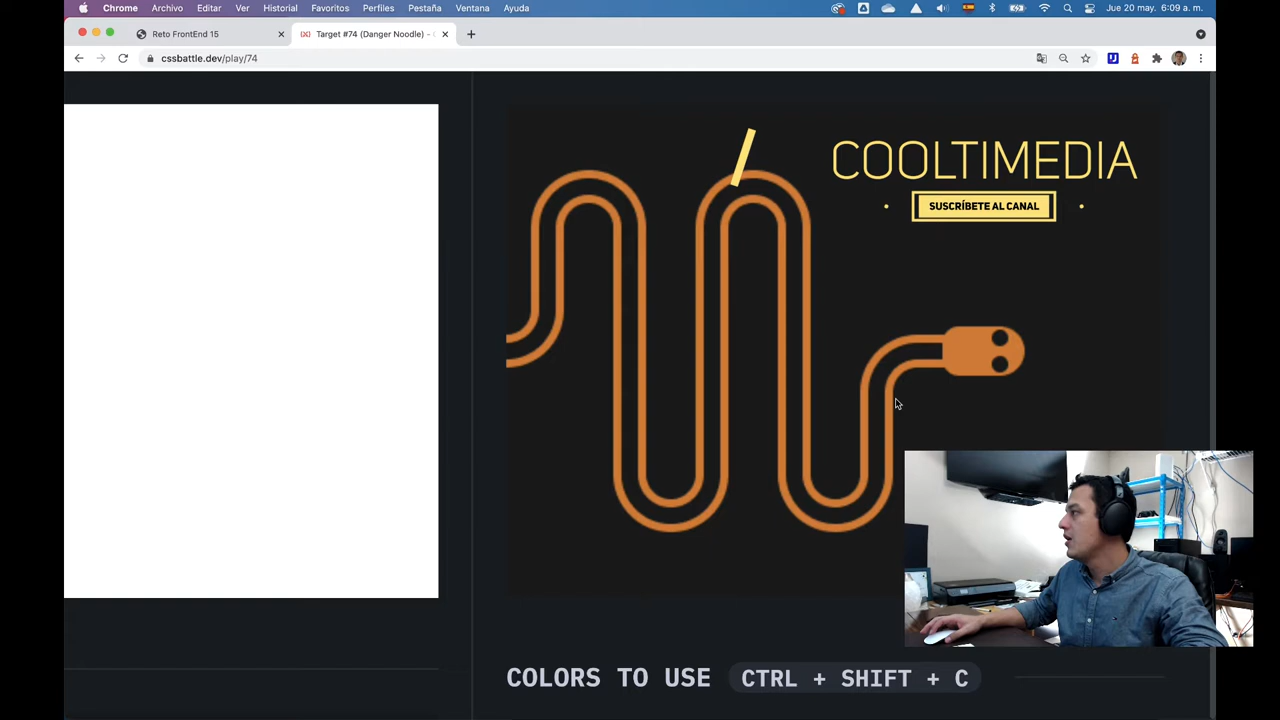 Chrome Archivo Editar Ver Historial Favoritos Perfiles Pestaña Ventana Ayuda Jue 20 may. 6:09 a. m.
Reto FrontEnd 15 Target #74 (Danger Noodle) -
cssbattle.dev/play/74
COOLTIMEDIA
SUSCRÍBETE AL CANAL
COLORS TO USE CTRL + SHIFT + C